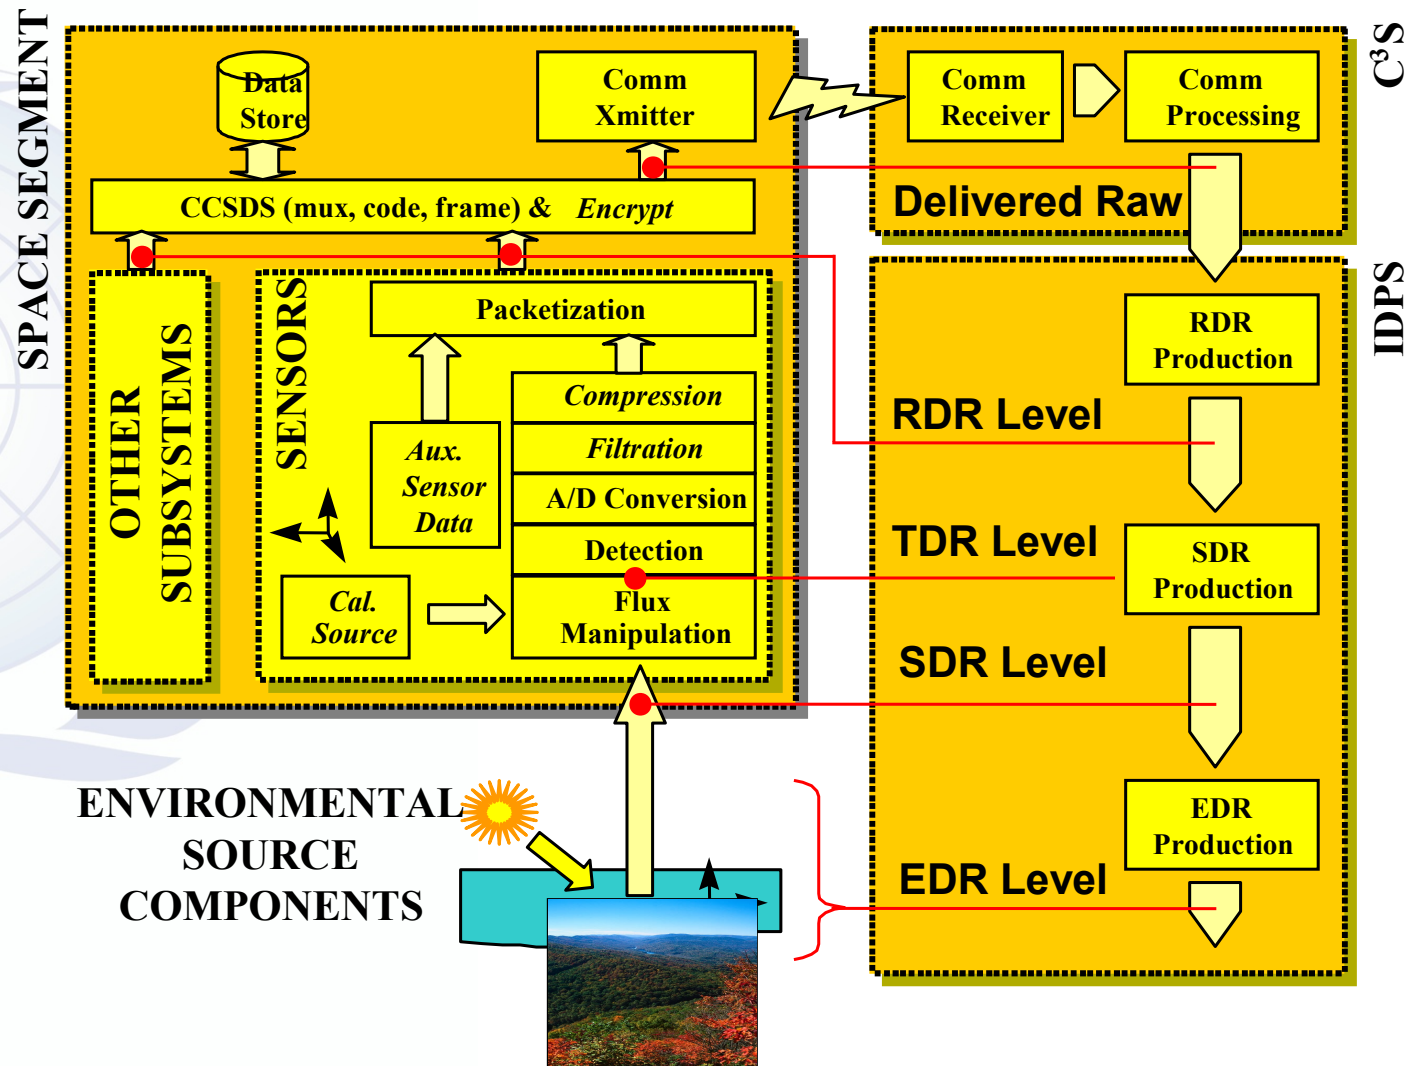 SPACE SEGMENT
Data
Store
Comm
Xmitter
CCSDS (mux, code, frame) & Encrypt
OTHER
SUBSYSTEMS
SENSORS
Packetization
Compression
Filtration
A/D Conversion
Detection
Flux
Manipulation
Aux.
Sensor
Data
Cal.
Source
ENVIRONMENTAL
SOURCE
COMPONENTS
C³S
Comm
Receiver
Comm
Processing
Delivered Raw
IDPS
RDR
Production
RDR Level
TDR Level
SDR
Production
SDR Level
EDR
Production
EDR Level